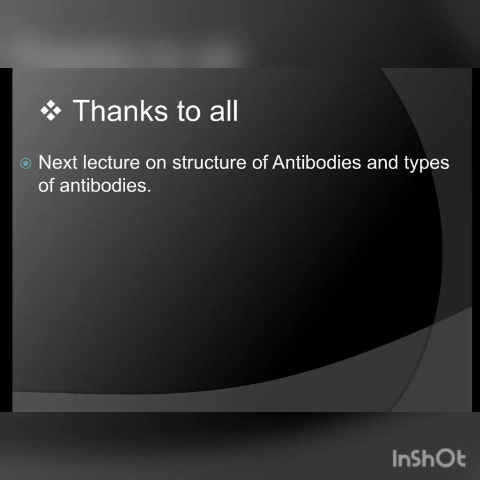 ❖ Thanks to all
Next lecture on structure of Antibodies and types
of antibodies.
InShOt